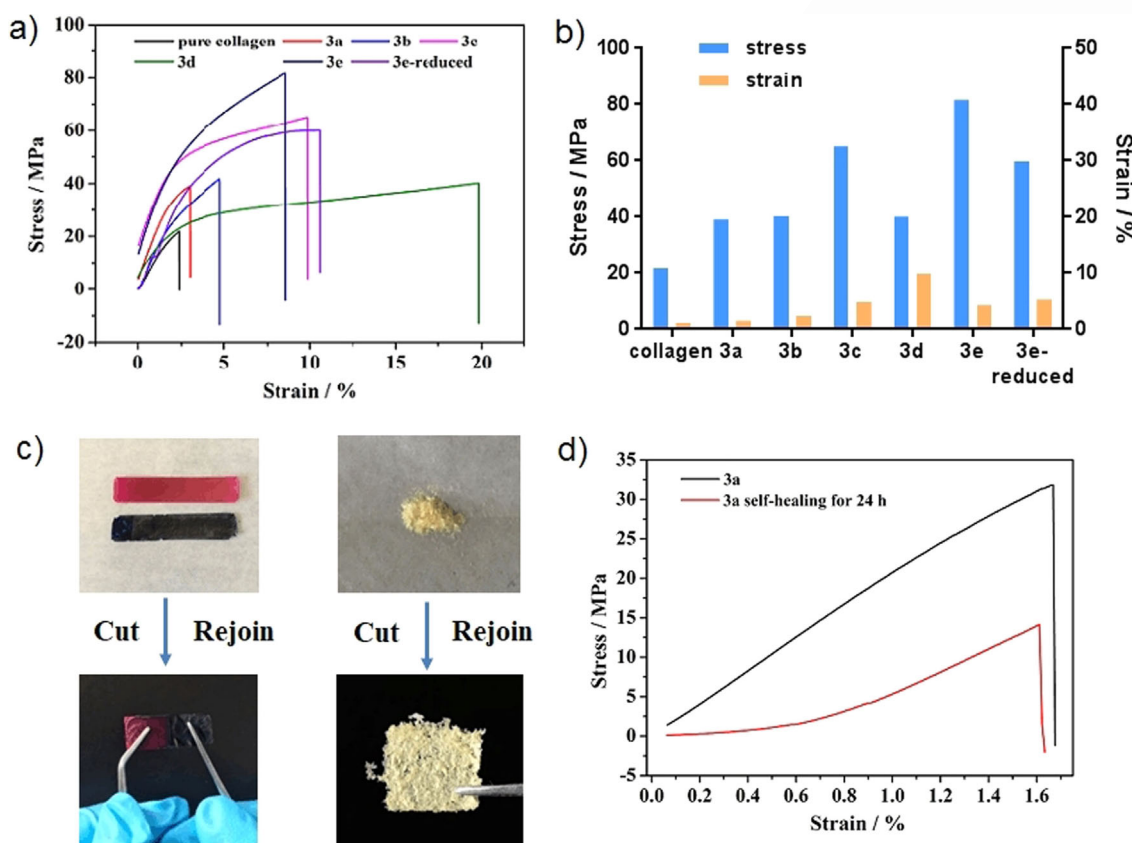 a)
100
80
60
40
20
0
-20
Stress / MPa
pure collagen 3a 3b 3c
3d 3e 3e-reduced
0 5 10 15 20
Strain / %
b)
stress
strain
100
80
60
40
20
0
Stress / MPa
50
40
30
20
10
0
Strain / %
collagen 3a 3b 3c 3d 3e 3e-
reduced
c)
Cut Rejoin
Cut Rejoin
d)
35
30
25
20
15
10
5
0
-5
Stress / MPa
3a
3a self-healing for 24 h
0.0 0.2 0.4 0.6 0.8 1.0 1.2 1.4 1.6
Strain / %